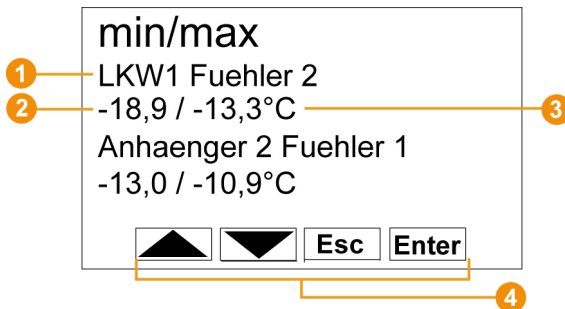 min/max
1 LKW1 Fuehler 2
2 -18,9 / -13,3°C 3
Anhaenger 2 Fuehler 1
-13,0 / -10,9°C
Esc Enter
4